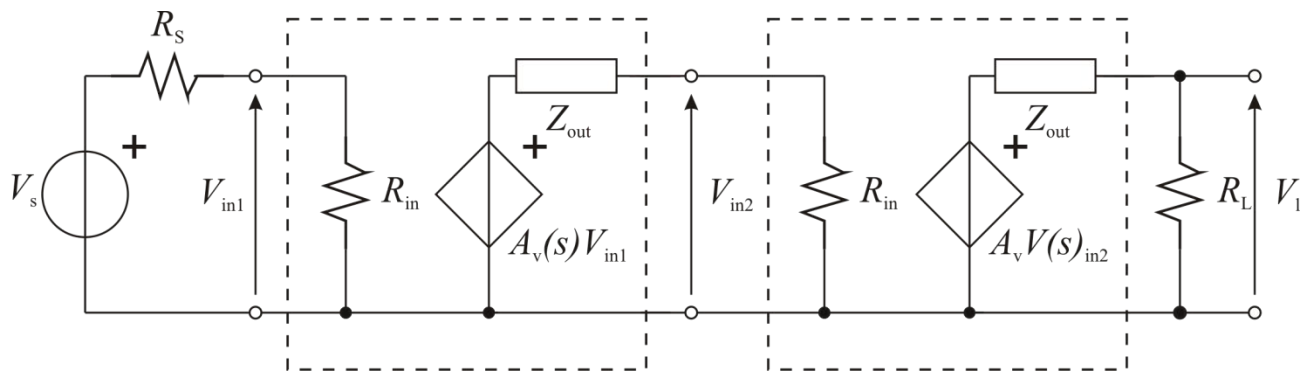 R_S
+
V_s
V_in1
R_in
+
A_v(s)V_in1
Z_out
V_in2
R_in
+
A_vV(s)_in2
Z_out
R_L
V_l